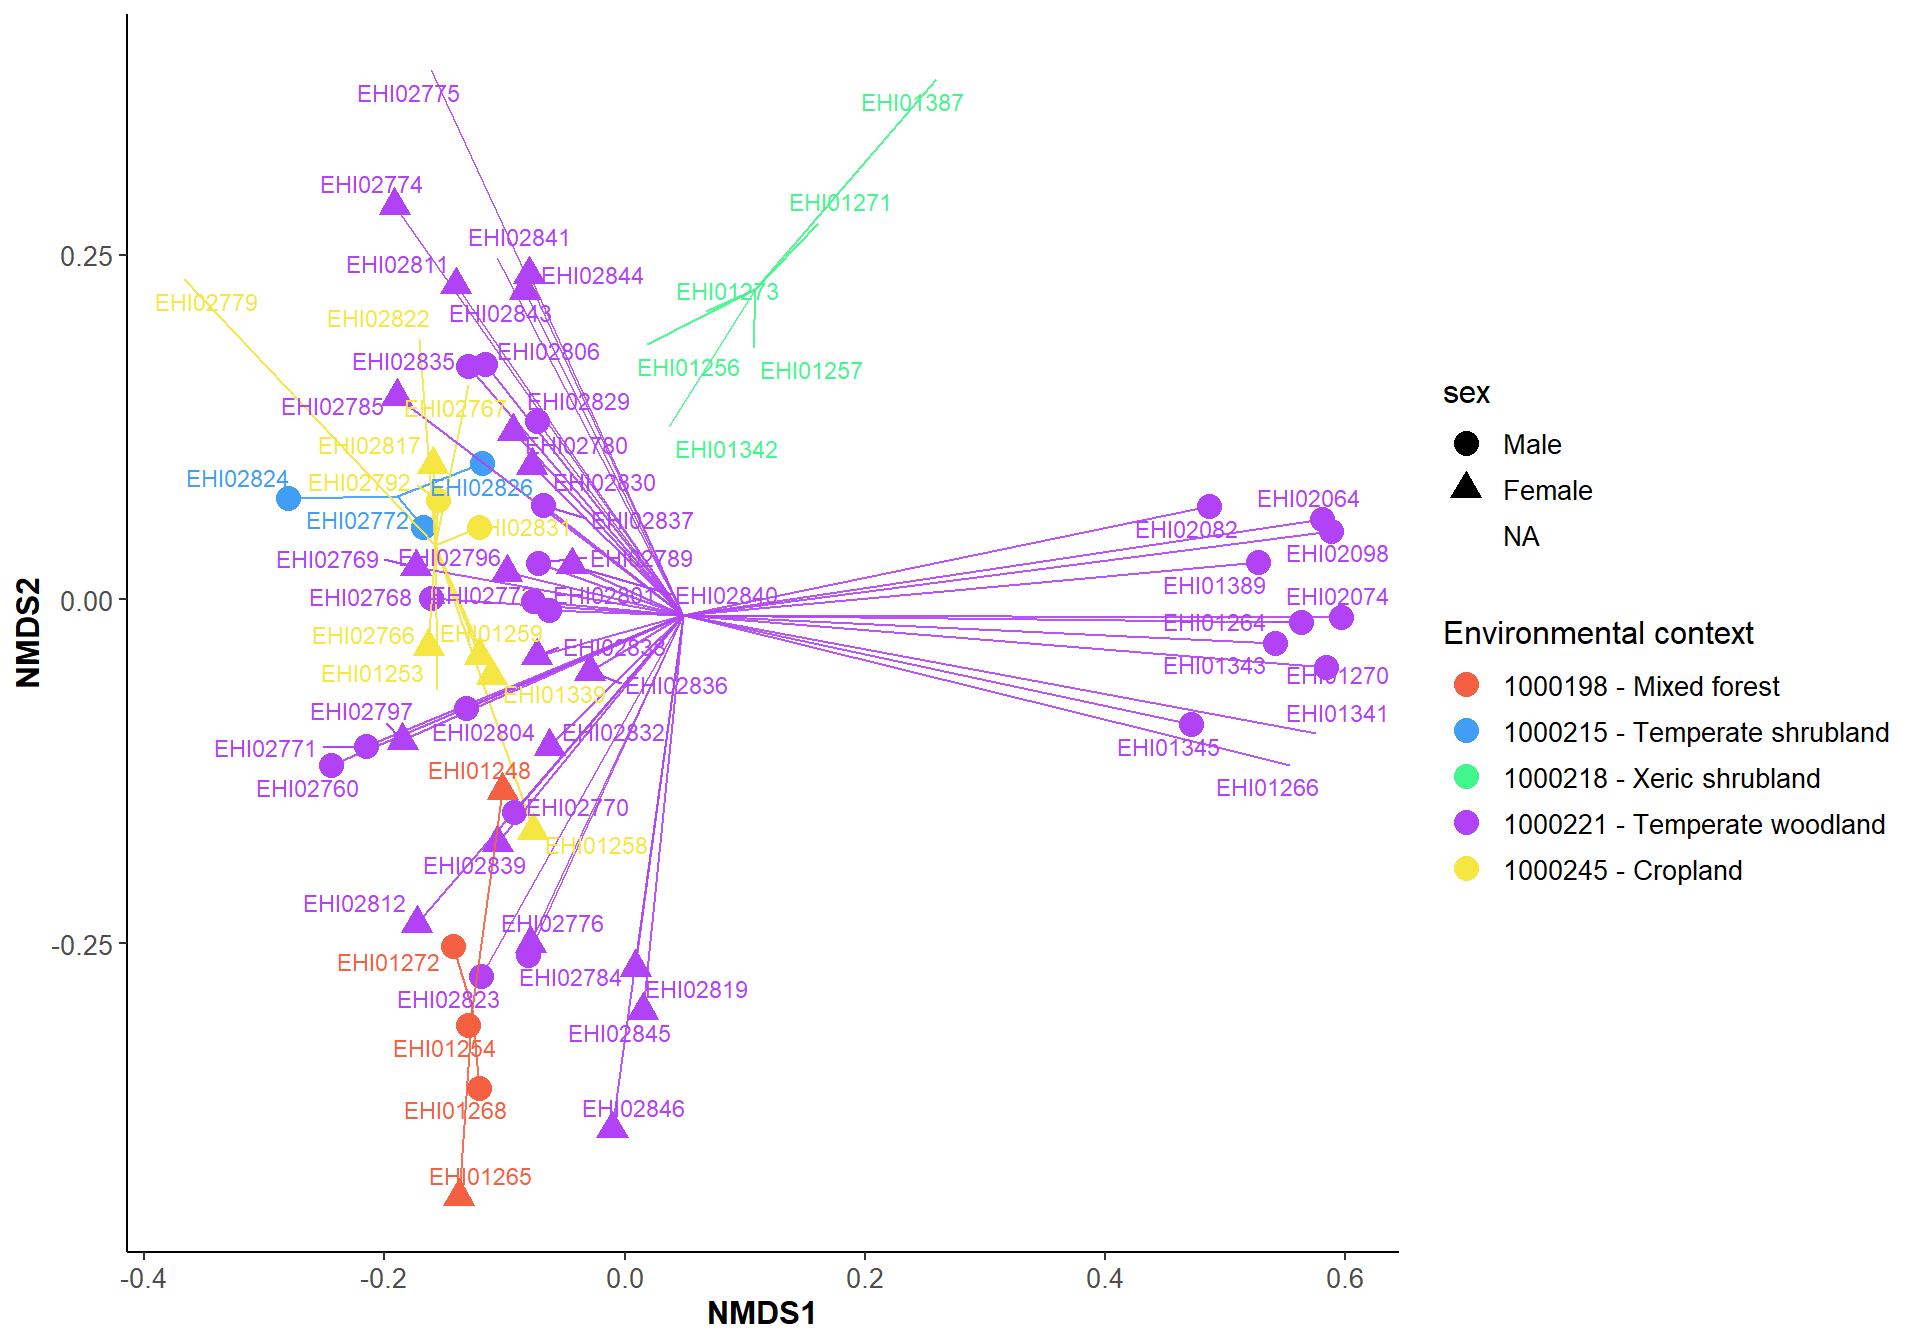 EHI02775
EHI01387
EHI02774
EHI01271
EHI02841
EHI02811
EHI02844
0.25
EHI01273
EHI02779
EHI02843
EHI02822
EHI02806
EHI02835
EHI01256
EHI01257
EHI02829
EHI02785
EHI02767
EHI02817
EHI02780
EHI01342
EHI02824
EHI02792
EHI02826
EHI02830
EHI02772
EHI02831
EHI02837
EHI02064
EHI02082
EHI02098
EHI02769
EHI02796
EHI02789
EHI01389
0.00
EHI02768
EHI02801
EHI02840
EHI02074
EHI01264
EHI02766
EHI01259
EHI02838
EHI01343
EHI01270
EHI01253
EHI01339
EHI02836
EHI02797
EHI01341
EHI02771
EHI02804
EHI02832
EHI01345
EHI01248
EHI02760
EHI01266
EHI02770
EHI01258
EHI02839
EHI02812
EHI02776
-0.25
EHI01272
EHI02784
EHI02819
EHI02823
EHI02845
EHI01254
EHI01268
EHI02846
EHI01265
-0.4
-0.2
0.0
0.2
0.4
0.6
NMDS1
NMDS2
sex
Male
Female
NA
Environmental context
1000198 - Mixed forest
1000215 - Temperate shrubland
1000218 - Xeric shrubland
1000221 - Temperate woodland
1000245 - Cropland